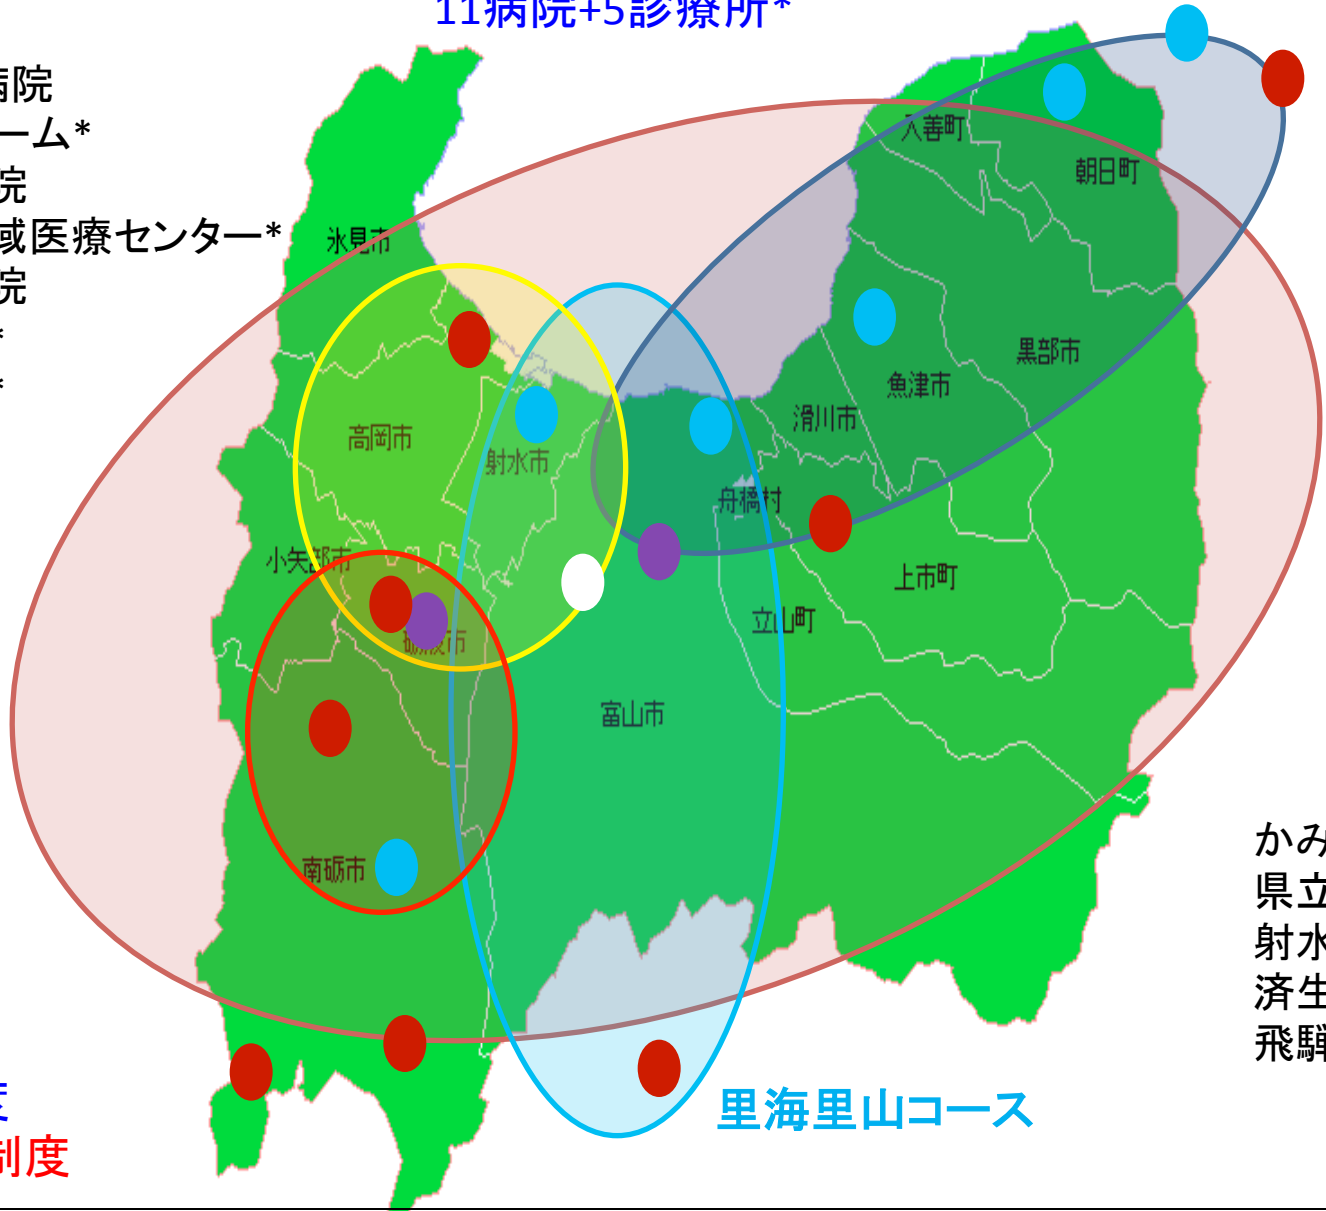 11病院+5診療所*
病院
ーム*
院
域医療センター*
院
*
*
入善町
朝日町
氷見市
黒部市
魚津市
滑川市
高岡市
射水市
舟橋村
小矢部市
上市町
立山町
砺波市
富山市
南砺市
かみ
県立
射水
済生
飛騨
里海里山コース
度
制度